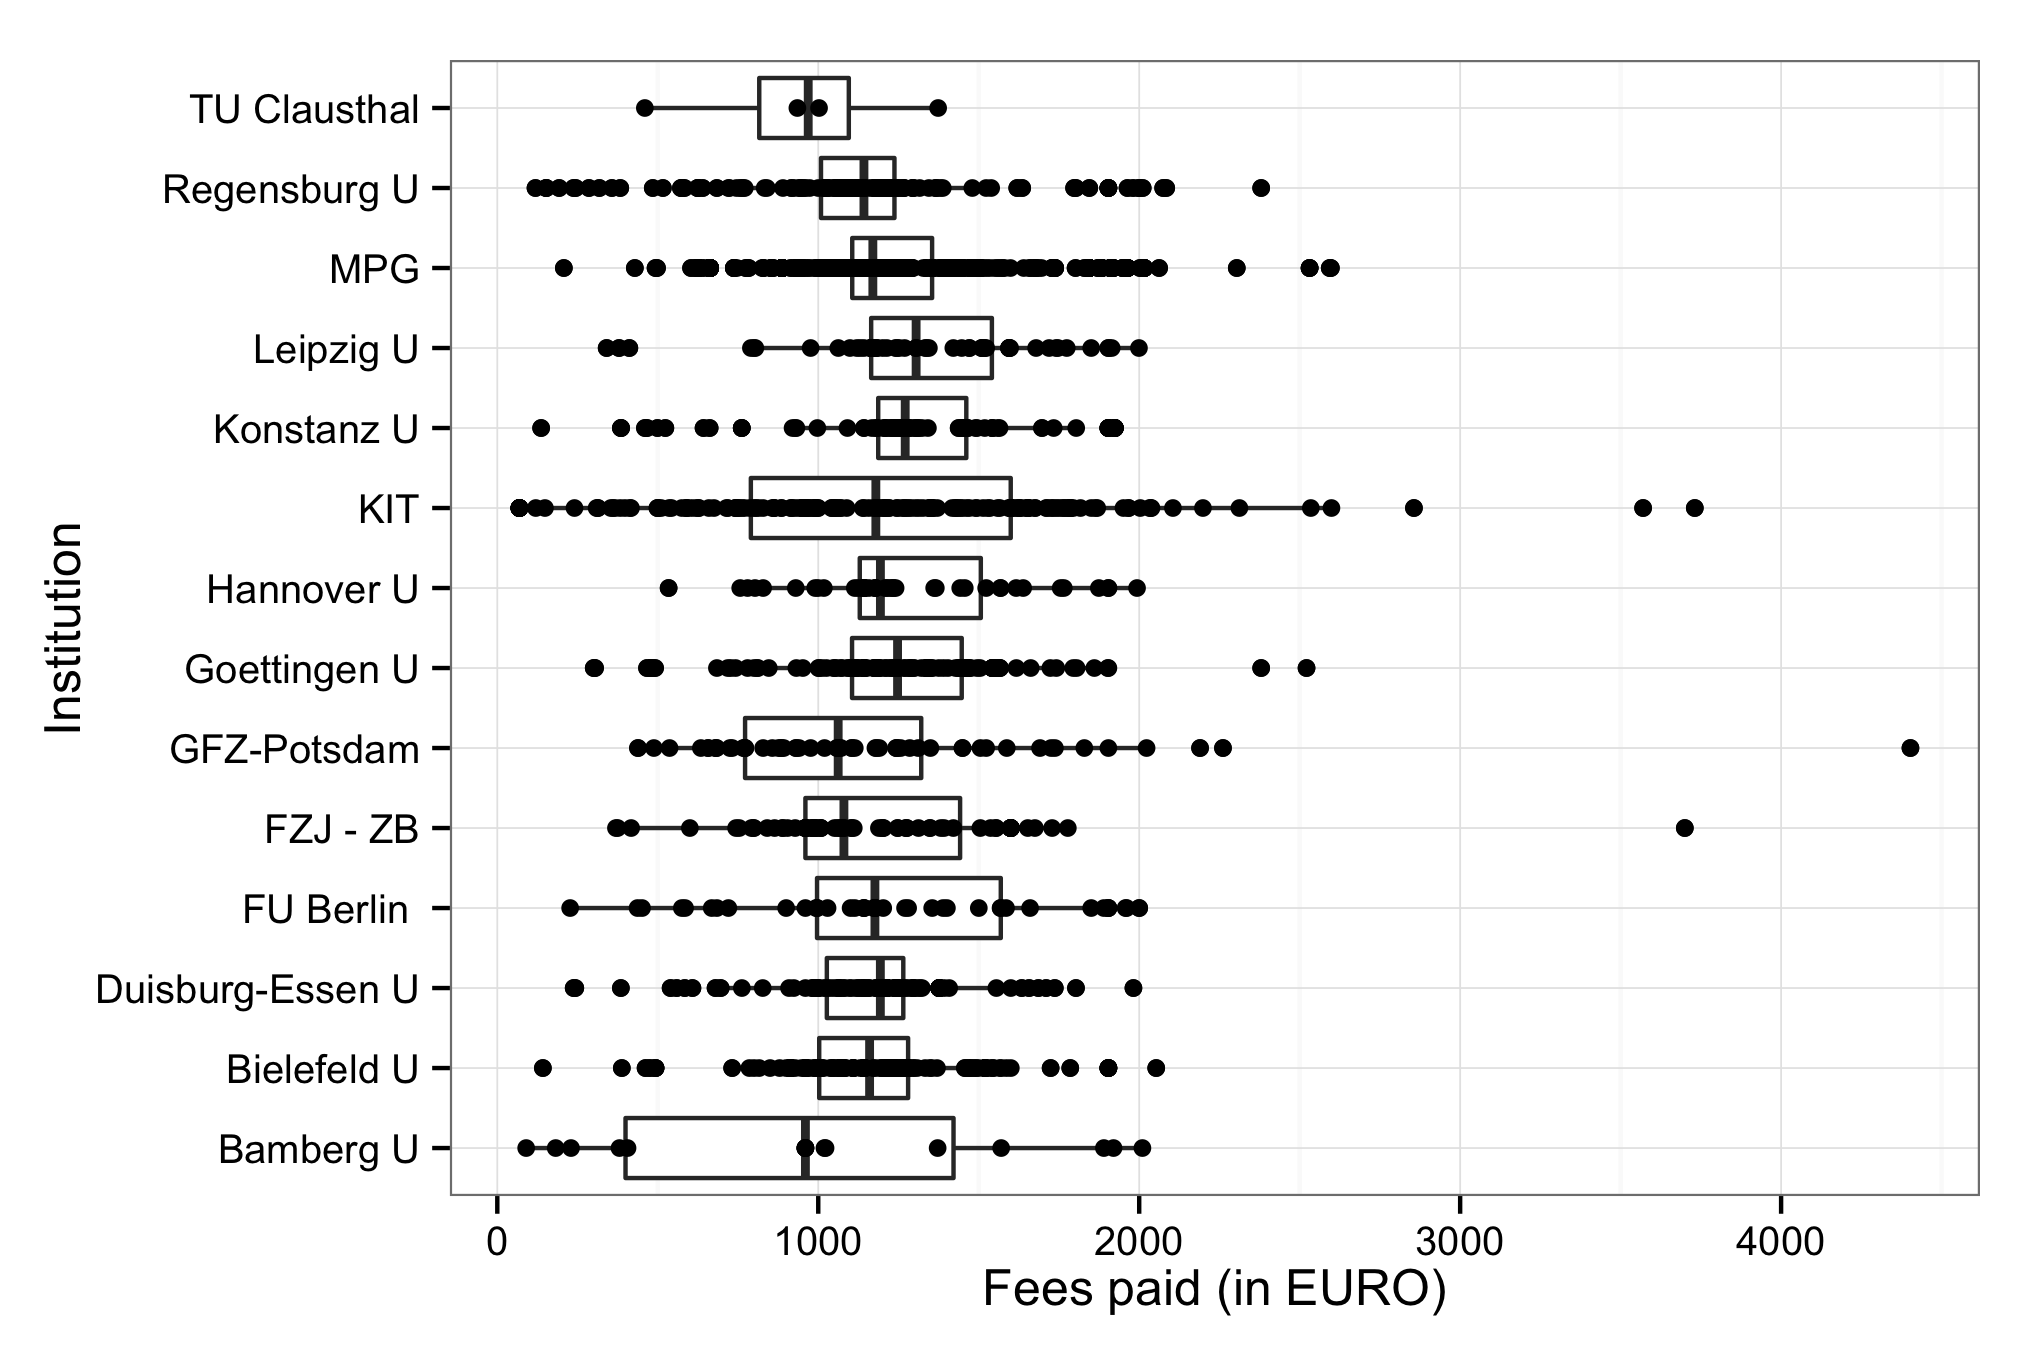 TU Clausthal
Regensburg U
MPG
Leipzig U
Konstanz U
KIT
Hannover U
Goettingen U
GFZ-Potsdam
FZJ - ZB
FU Berlin
Duisburg-Essen U
Bielefeld U
Bamberg U
Institution
0 1000 2000 3000 4000
Fees paid (in EURO)